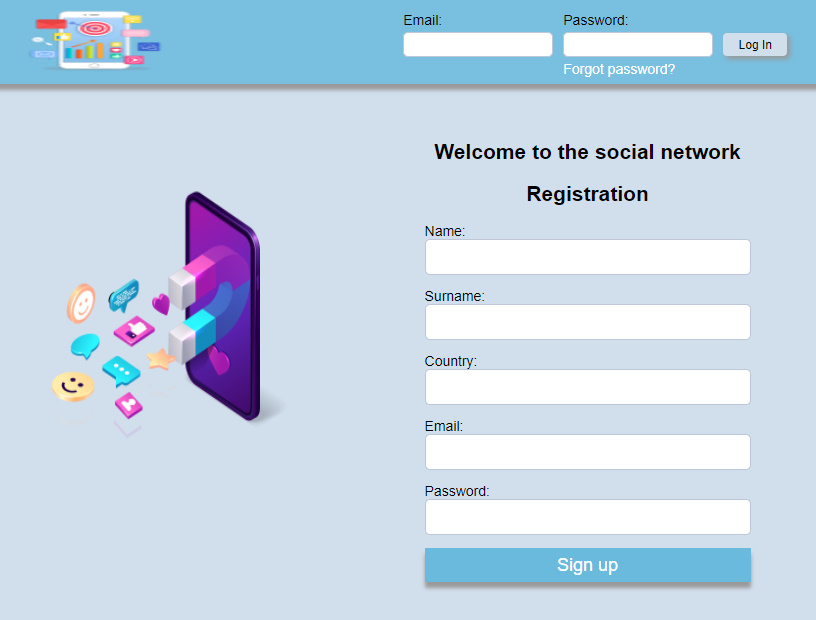 Email:
Password:
Log In
Forgot password?
Welcome to the social network
Registration
Name:
Surname:
Country:
Email:
Password:
Sign up